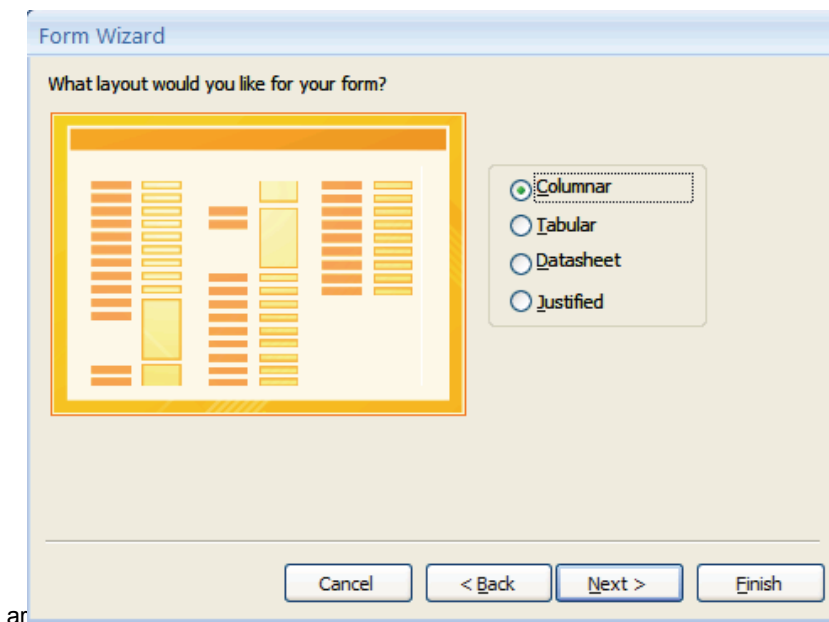 Form Wizard
What layout would you like for your form?
Columnar
Tabular
Datasheet
Justified
Cancel < Back Next > Finish
ar